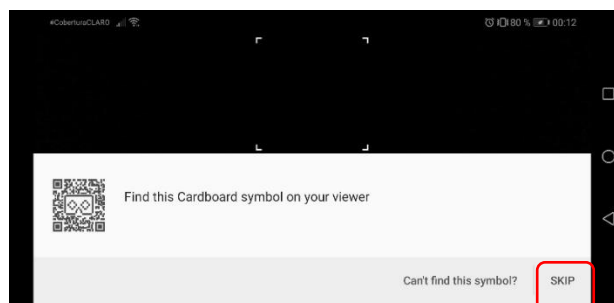 #CoberturaCLARO 80 % 00:12
Find this Cardboard symbol on your viewer
Can't find this symbol? SKIP